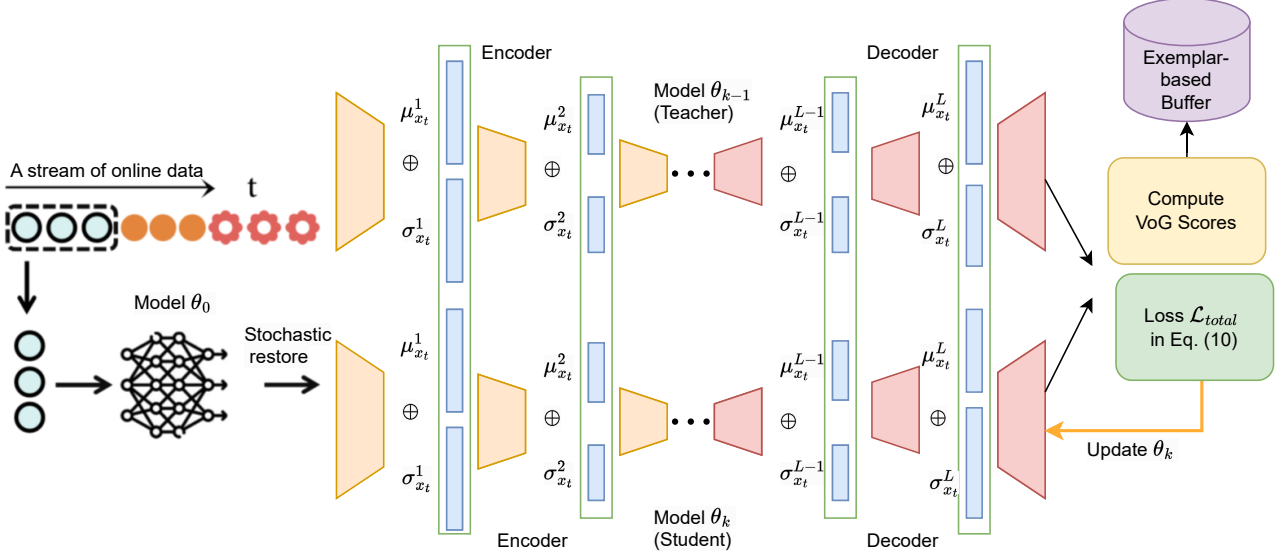 Encoder
Decoder
Exemplar-
based
Buffer
Model θ_{k-1}
(Teacher)
μ^1_{x_t}
⊕
σ^1_{x_t}
μ^2_{x_t}
⊕
σ^2_{x_t}
μ^{L-1}_{x_t}
⊕
σ^{L-1}_{x_t}
μ^L_{x_t}
⊕
σ^L_{x_t}
A stream of online data
t
Compute
VoG Scores
Model θ_0
Stochastic
restore
μ^1_{x_t}
⊕
σ^1_{x_t}
μ^2_{x_t}
⊕
σ^2_{x_t}
μ^{L-1}_{x_t}
⊕
σ^{L-1}_{x_t}
μ^L_{x_t}
⊕
σ^L_{x_t}
Loss 𝓛_{total}
in Eq. (10)
Update θ_k
Encoder
Model θ_k
(Student)
Decoder